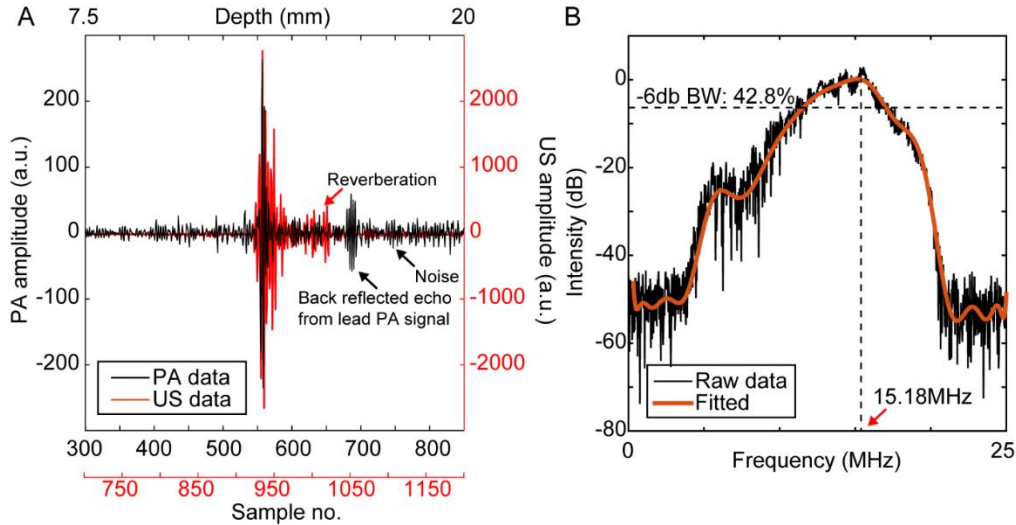 A
7.5 Depth (mm) 20
PA amplitude (a.u.)
200
100
0
-100
-200
2000
1000
0
-1000
-2000
US amplitude (a.u.)
Reverberation
Noise
Back reflected echo
from lead PA signal
PA data
US data
300 400 500 600 700 800
750 850 950 1050 1150
Sample no.
B
Intensity (dB)
0
-20
-40
-60
-80
-6db BW: 42.8%
Raw data
Fitted
15.18MHz
0 25
Frequency (MHz)